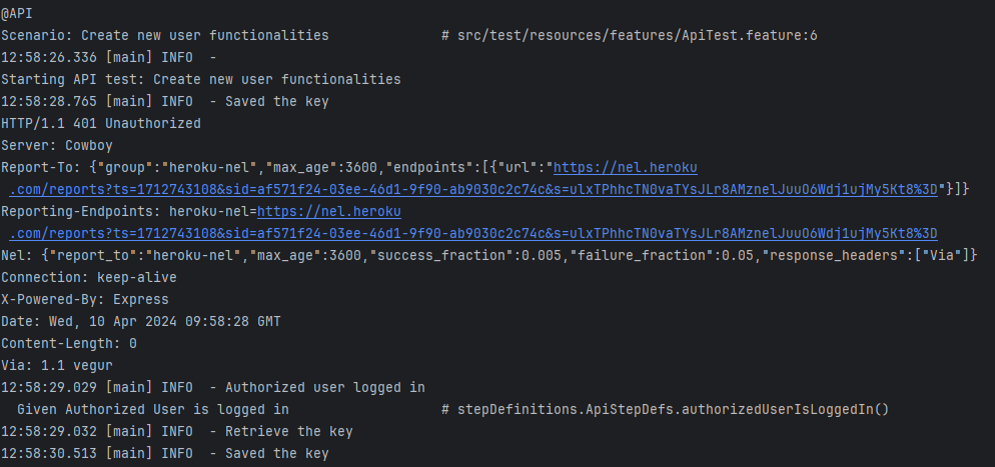 @API
Scenario: Create new user functionalities # src/test/resources/features/ApiTest.feature:6
12:58:26.336 [main] INFO  -
Starting API test: Create new user functionalities
12:58:28.765 [main] INFO  - Saved the key
HTTP/1.1 401 Unauthorized
Server: Cowboy
Report-To: {"group":"heroku-nel","max_age":3600,"endpoints":[{"url":"https://nel.heroku
.com/reports?ts=1712743108&sid=af571f24-03ee-46d1-9f90-ab9030c2c74c&s=ulxTPhhcTN0vaTYsJLr8AMznelJuuO6Wdj1ujMy5Kt8%3D"}]}
Reporting-Endpoints: heroku-nel=https://nel.heroku
.com/reports?ts=1712743108&sid=af571f24-03ee-46d1-9f90-ab9030c2c74c&s=ulxTPhhcTN0vaTYsJLr8AMznelJuuO6Wdj1ujMy5Kt8%3D
Nel: {"report_to":"heroku-nel","max_age":3600,"success_fraction":0.005,"failure_fraction":0.05,"response_headers":["Via"]}
Connection: keep-alive
X-Powered-By: Express
Date: Wed, 10 Apr 2024 09:58:28 GMT
Content-Length: 0
Via: 1.1 vegur
12:58:29.029 [main] INFO  - Authorized user logged in
Given Authorized User is logged in # stepDefinitions.ApiStepDefs.authorizedUserIsLoggedIn()
12:58:29.032 [main] INFO  - Retrieve the key
12:58:30.513 [main] INFO  - Saved the key